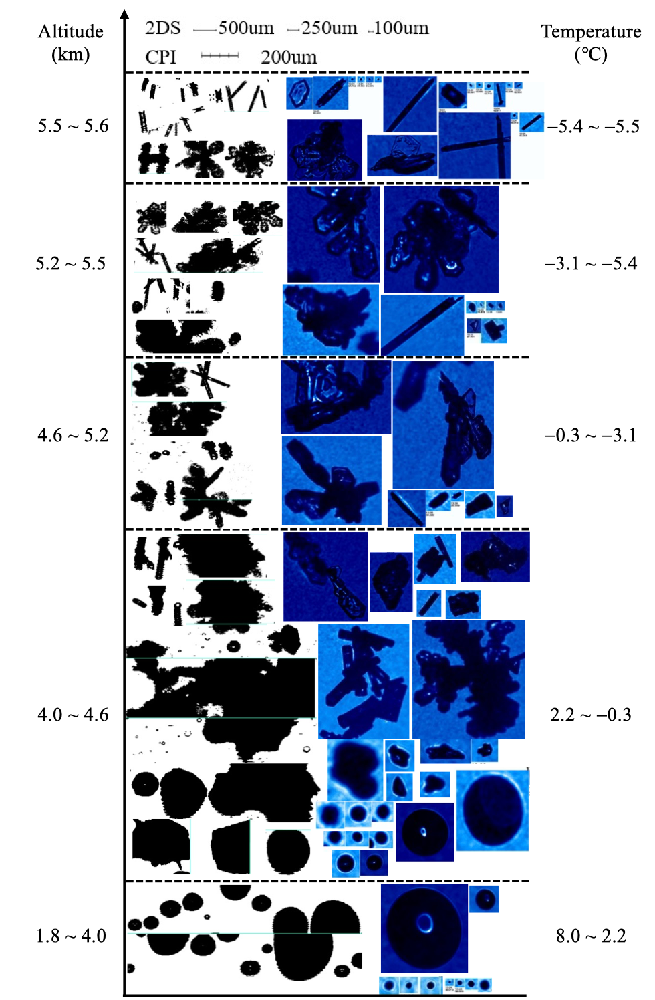 Altitude
(km)
2DS 500um 250um 100um
CPI 200um
Temperature
(°C)
5.5 ~ 5.6
−5.4 ~ −5.5
5.2 ~ 5.5
−3.1 ~ −5.4
4.6 ~ 5.2
−0.3 ~ −3.1
4.0 ~ 4.6
2.2 ~ −0.3
1.8 ~ 4.0
8.0 ~ 2.2